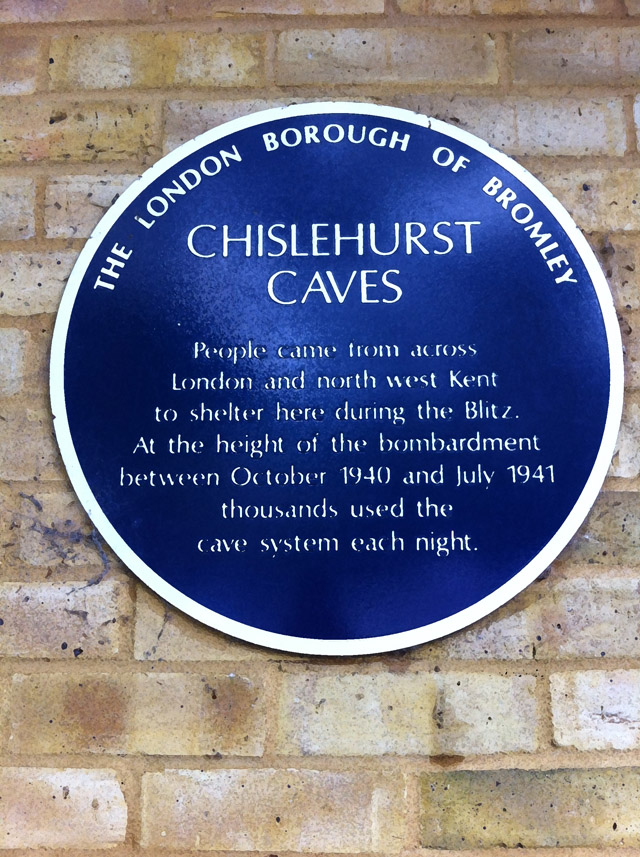 THE LONDON BOROUGH OF BROMLEY
CHISLEHURST
CAVES
People came from across
London and north west Kent
to shelter here during the Blitz.
At the height of the bombardment
between October 1940 and July 1941
thousands used the
cave system each night.